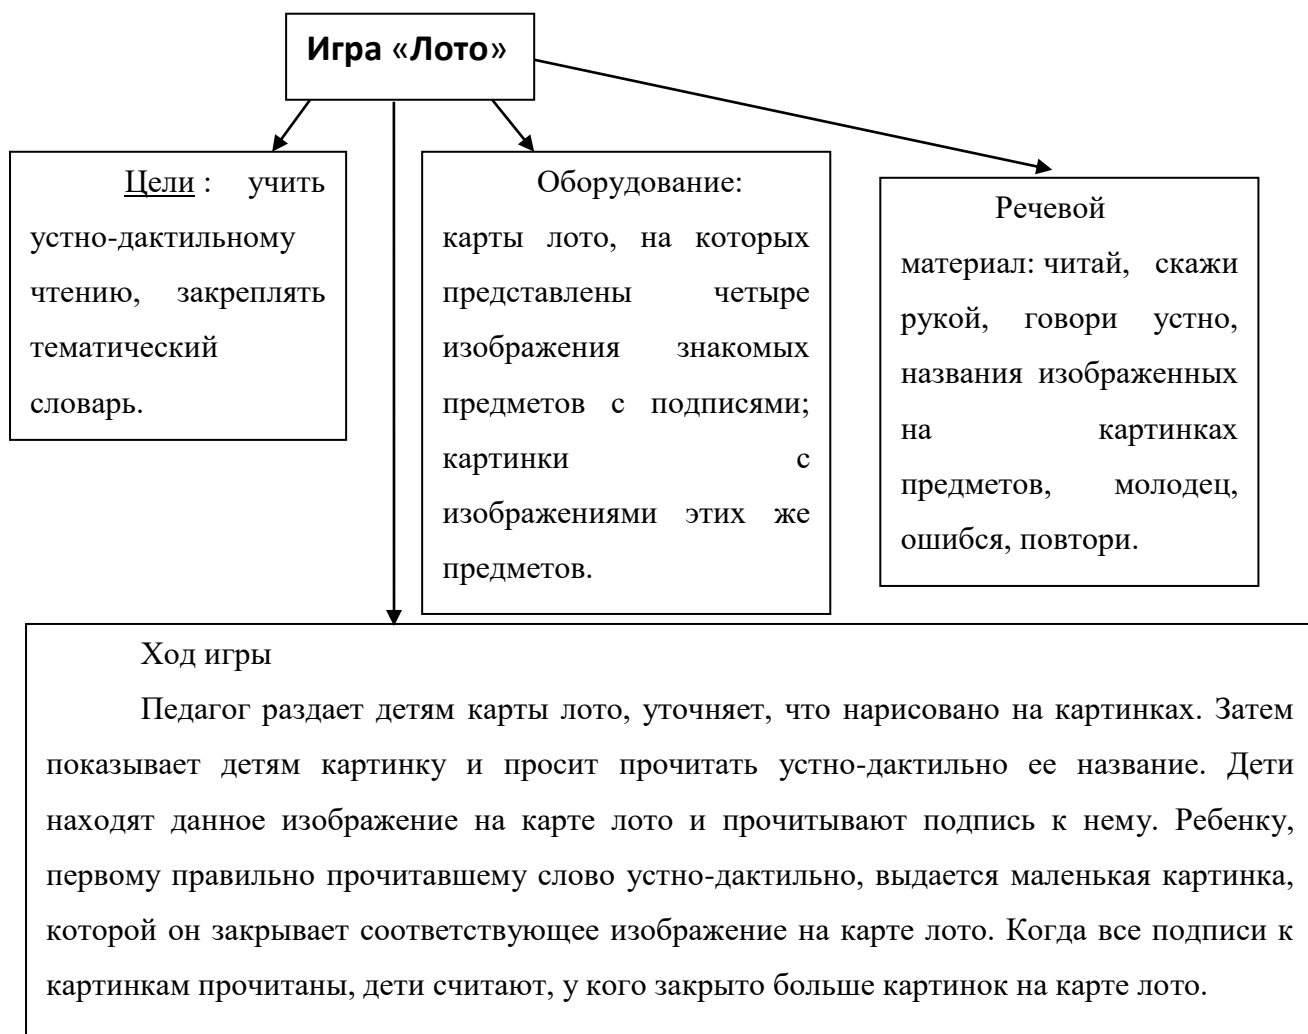 Игра «Лото»
Цели : учить
устно-дактильному
чтению, закреплять
тематический
словарь.
Оборудование:
карты лото, на которых
представлены четыре
изображения знакомых
предметов с подписями;
картинки с
изображениями этих же
предметов.
Речевой
материал: читай, скажи
рукой, говори устно,
названия изображенных
на картинках
предметов, молодец,
ошибся, повтори.
Ход игры
Педагог раздает детям карты лото, уточняет, что нарисовано на картинках. Затем
показывает детям картинку и просит прочитать устно-дактильно ее название. Дети
находят данное изображение на карте лото и прочитывают подпись к нему. Ребенку,
первому правильно прочитавшему слово устно-дактильно, выдается маленькая картинка,
которой он закрывает соответствующее изображение на карте лото. Когда все подписи к
картинкам прочитаны, дети считают, у кого закрыто больше картинок на карте лото.